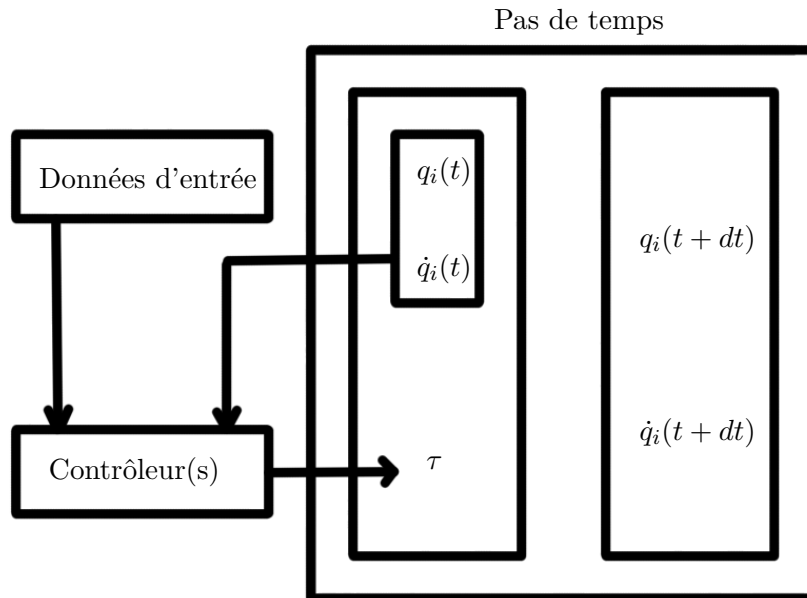 Pas de temps
Données d'entrée
q_i(t)
q̇_i(t)
q_i(t + dt)
q̇_i(t + dt)
Contrôleur(s)
τ